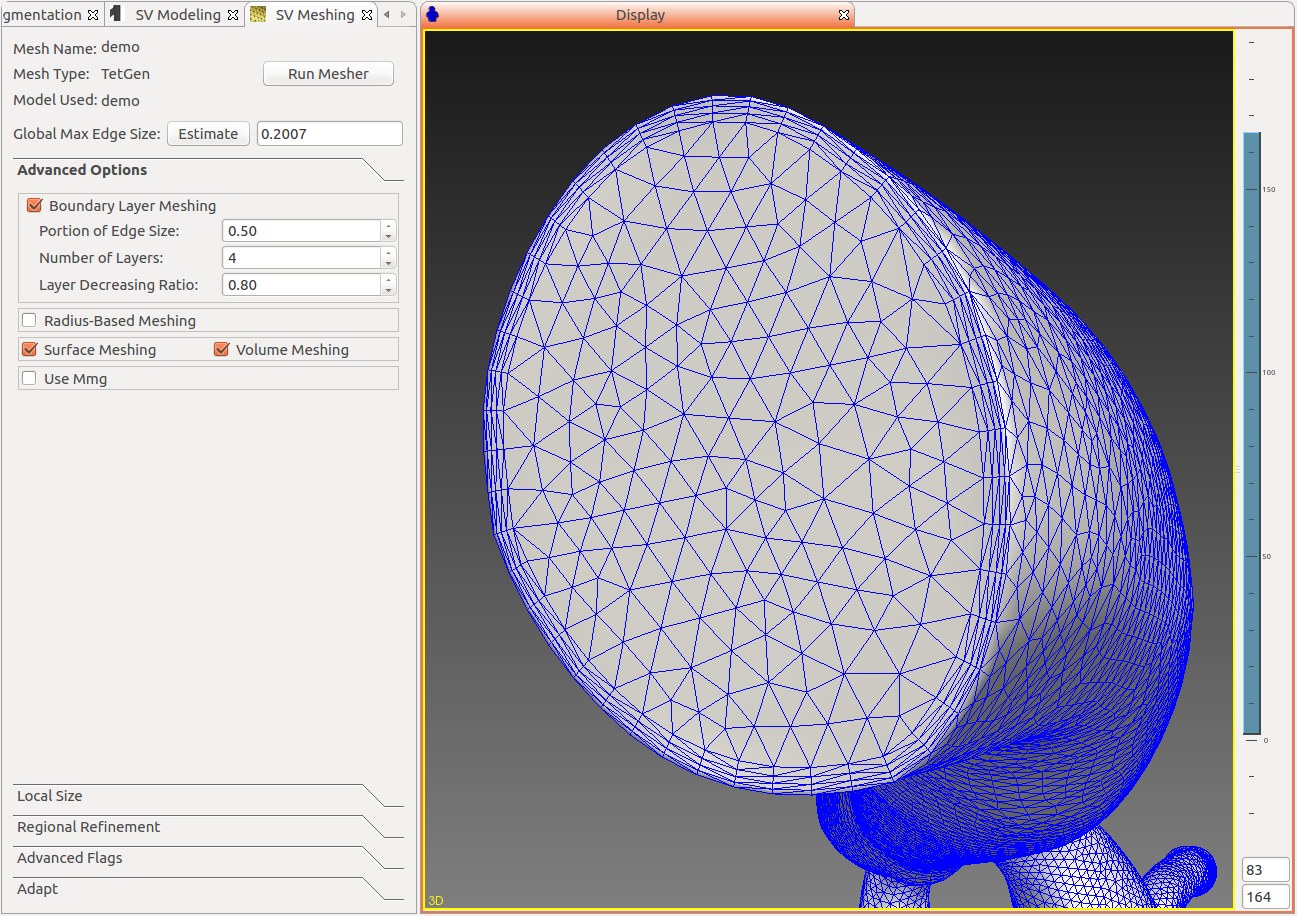 gmentation SV Modeling SV Meshing
Display
Mesh Name: demo
Mesh Type: TetGen Run Mesher
Model Used: demo
Global Max Edge Size: Estimate 0.2007
Advanced Options
Boundary Layer Meshing
Portion of Edge Size: 0.50
Number of Layers: 4
Layer Decreasing Ratio: 0.80
Radius-Based Meshing
Surface Meshing Volume Meshing
Use Mmg
Local Size
Regional Refinement
Advanced Flags
Adapt
3D
150
100
50
0
83
164